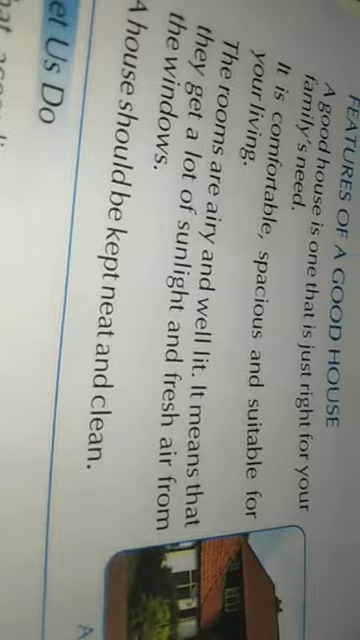 FEATURES OF A GOOD HOUSE
A good house is one that is just right for your
family's need.
It is comfortable, spacious and suitable for
your living.
The rooms are airy and well lit. It means that
they get a lot of sunlight and fresh air from
the windows.
A house should be kept neat and clean.
et Us Do
A